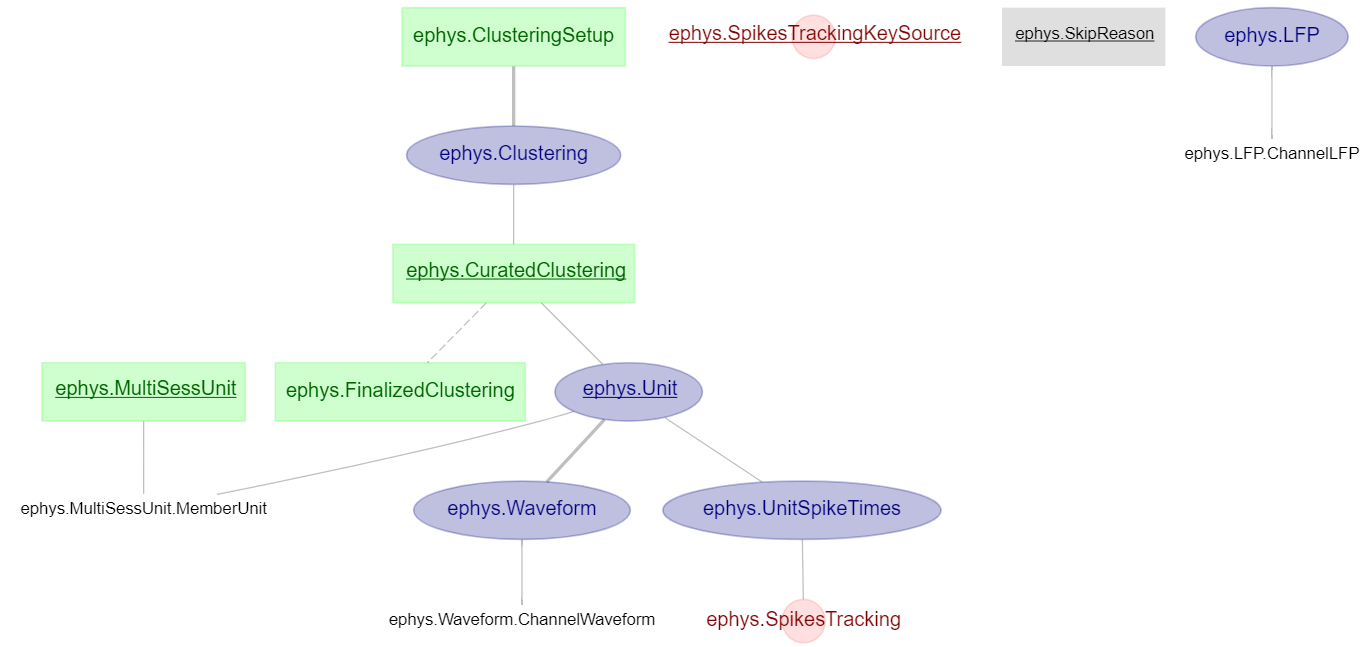 ephys.ClusteringSetup
ephys.SpikesTrackingKeySource
ephys.SkipReason
ephys.LFP
ephys.Clustering
ephys.LFP.ChannelLFP
ephys.CuratedClustering
ephys.MultiSessUnit
ephys.FinalizedClustering
ephys.Unit
ephys.MultiSessUnit.MemberUnit
ephys.Waveform
ephys.UnitSpikeTimes
ephys.Waveform.ChannelWaveform
ephys.SpikesTracking